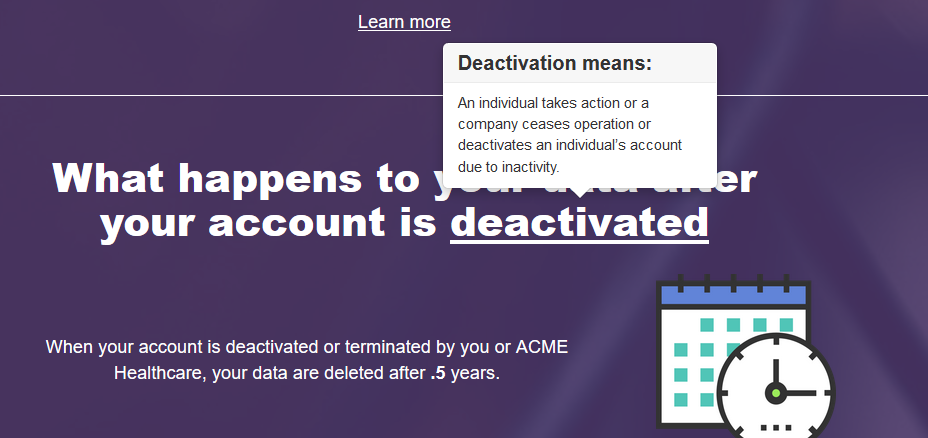 Learn more
Deactivation means:
An individual takes action or a
company ceases operation or
deactivates an individual's account
due to inactivity.
What happens to your data after
your account is deactivated
When your account is deactivated or terminated by you or ACME
Healthcare, your data are deleted after .5 years.